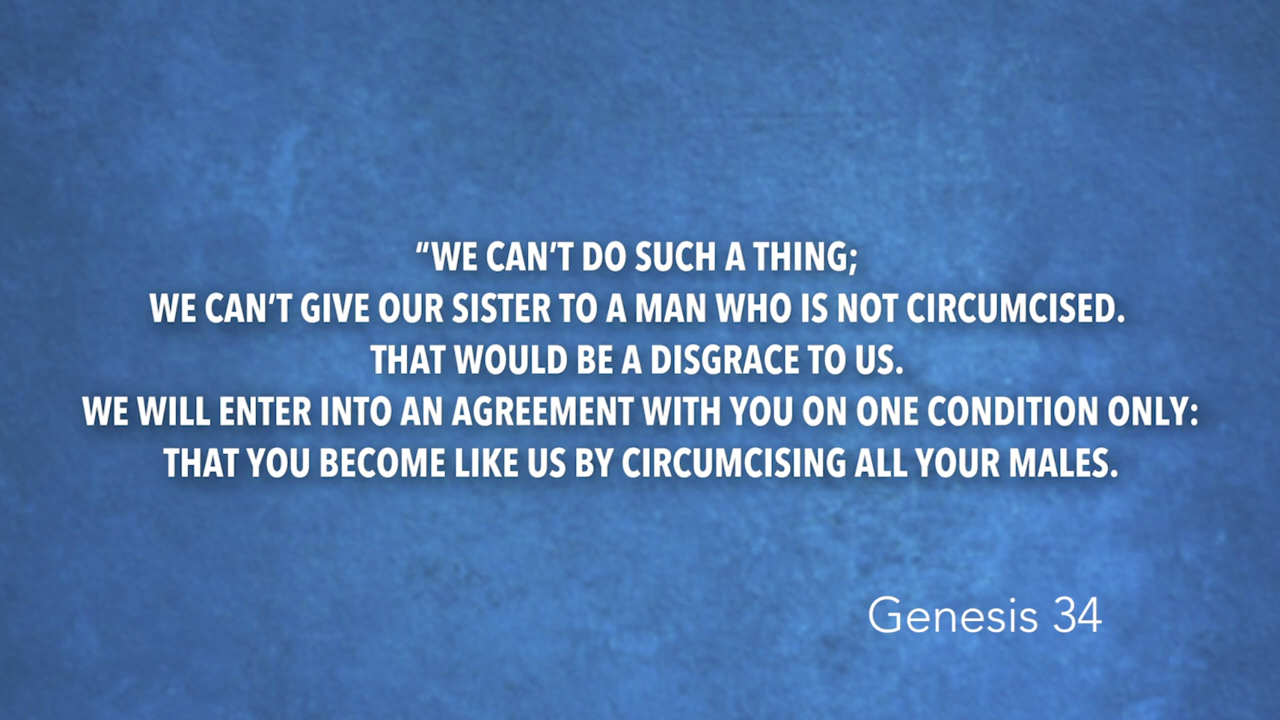 “WE CAN’T DO SUCH A THING;
WE CAN’T GIVE OUR SISTER TO A MAN WHO IS NOT CIRCUMCISED.
THAT WOULD BE A DISGRACE TO US.
WE WILL ENTER INTO AN AGREEMENT WITH YOU ON ONE CONDITION ONLY:
THAT YOU BECOME LIKE US BY CIRCUMCISING ALL YOUR MALES.
Genesis 34